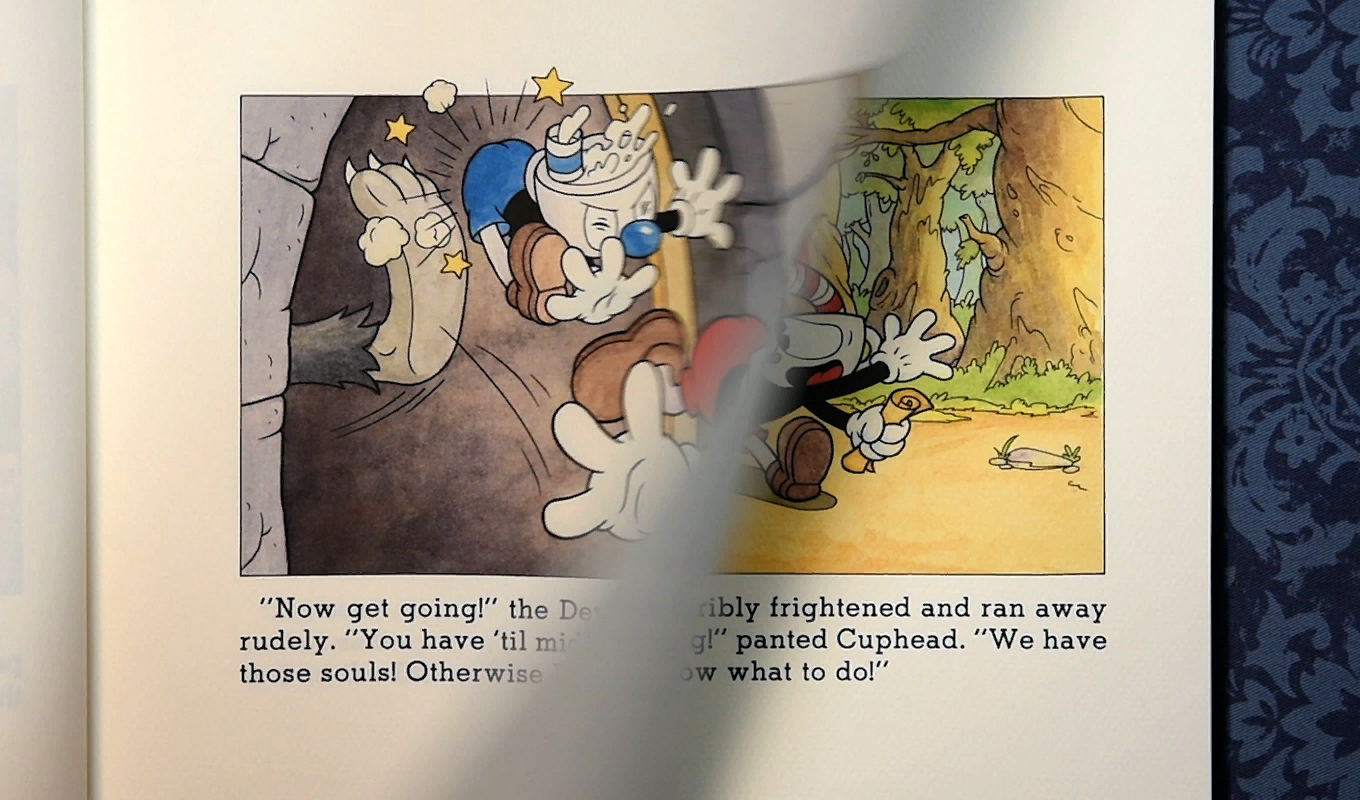 "Now get going!" the De ribly frightened and ran away
rudely. "You have 'til mid g!" panted Cuphead. "We have
those souls! Otherwise ow what to do!"